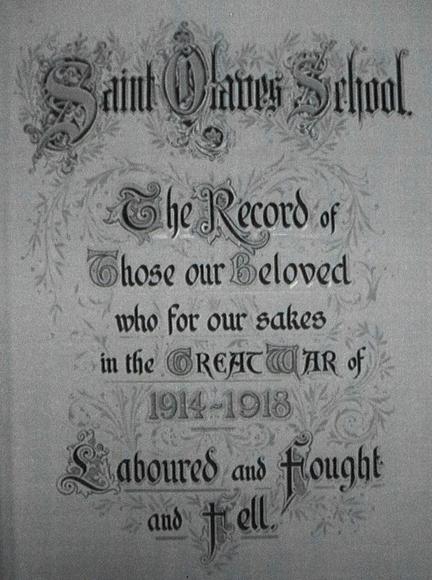 Saint Olaves School.
The Record of
Those our Beloved
who for our sakes
in the GREAT WAR of
1914-1918
Laboured and Fought
and Fell.